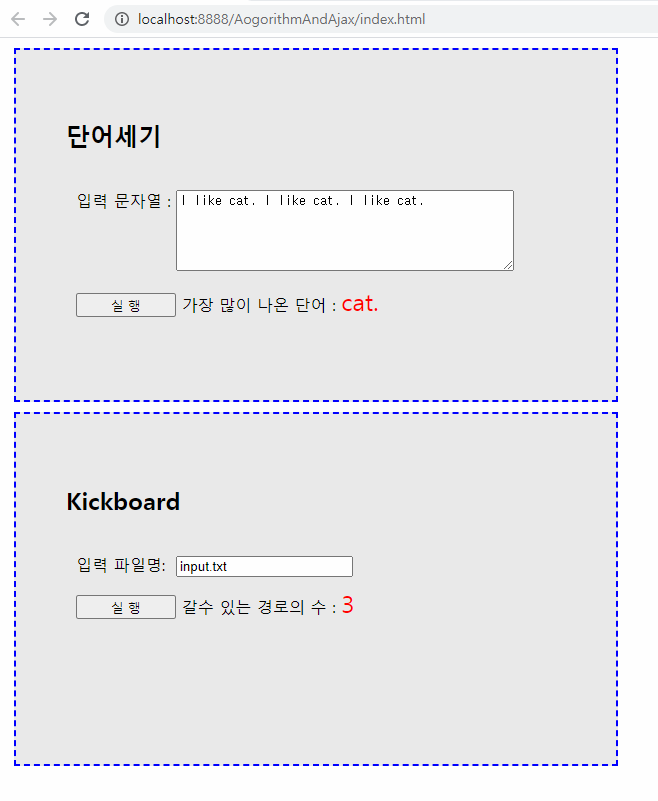 localhost:8888/AogorithmAndAjax/index.html
단어세기
입력 문자열 : I like cat. I like cat. I like cat.
실 행 가장 많이 나온 단어 : cat.
Kickboard
입력 파일명: input.txt
실 행 갈수 있는 경로의 수 : 3